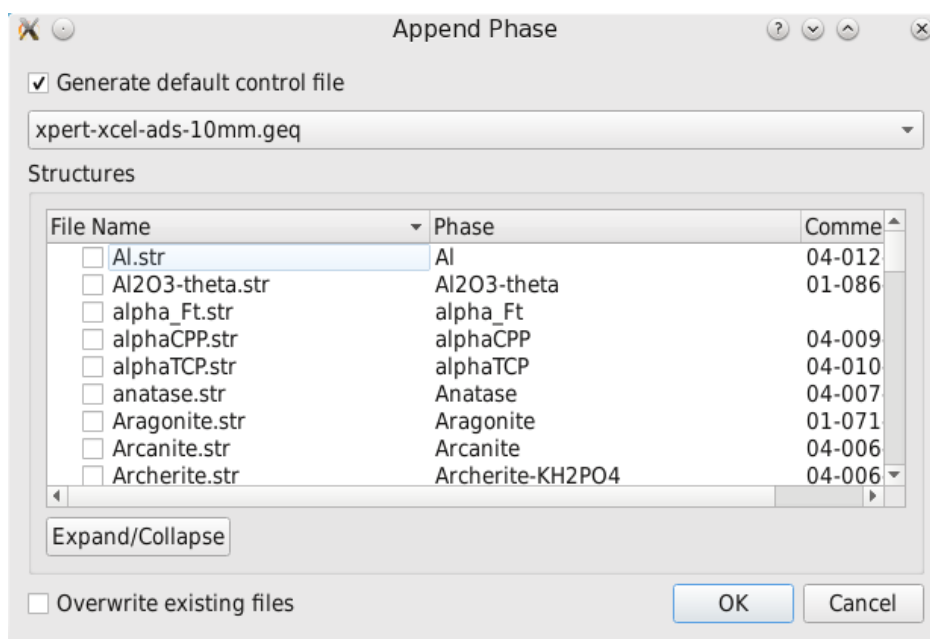 Append Phase
Generate default control file
xpert-xcel-ads-10mm.geq
Structures
File Name Phase Comme
Al.str Al 04-012
Al2O3-theta.str Al2O3-theta 01-086
alpha_Ft.str alpha_Ft
alphaCPP.str alphaCPP 04-009
alphaTCP.str alphaTCP 04-010
anatase.str Anatase 04-007
Aragonite.str Aragonite 01-071
Arcanite.str Arcanite 04-006
Archerite.str Archerite-KH2PO4 04-006
Expand/Collapse
Overwrite existing files
OK Cancel